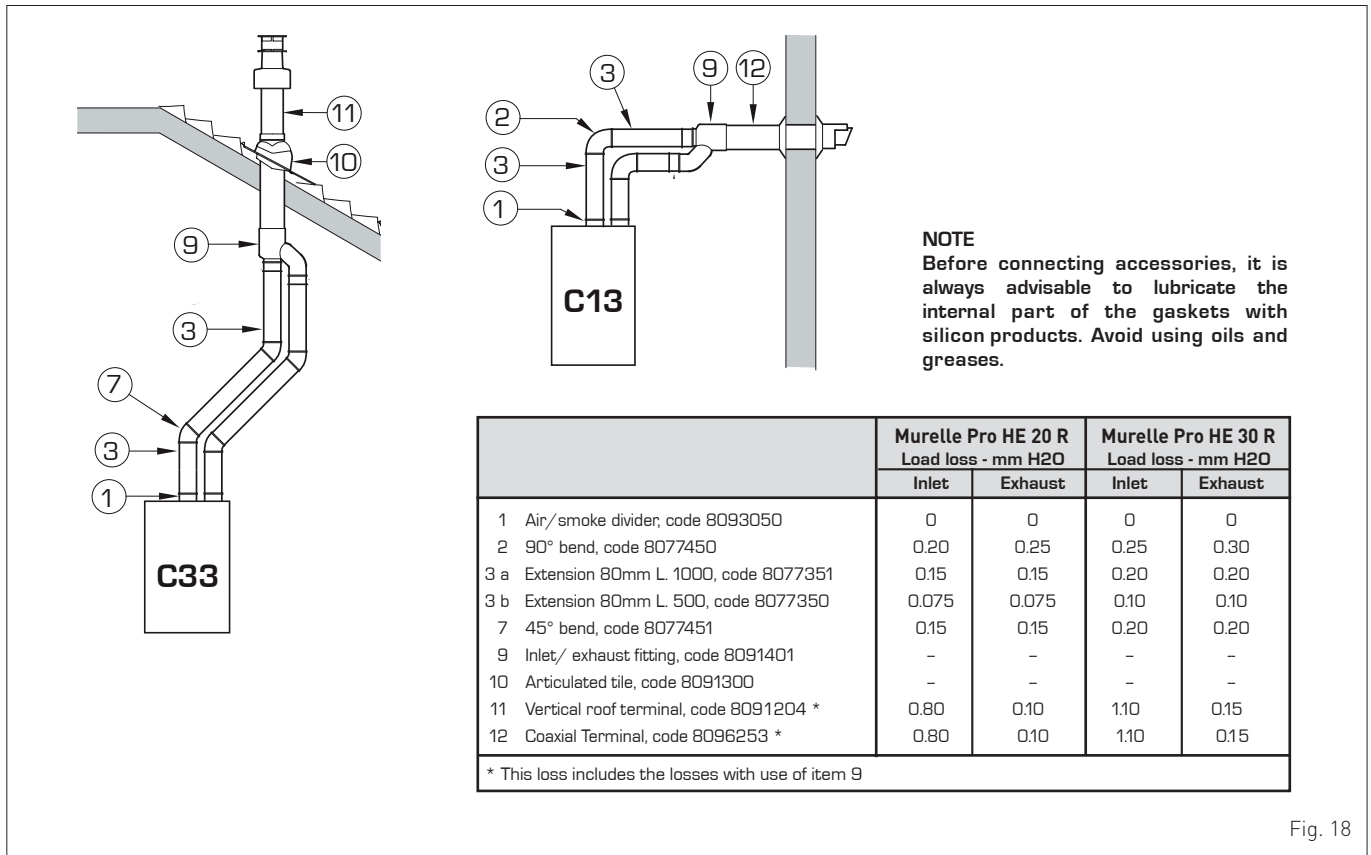 11
10
9
3
7
3
1
C33
3
9
12
2
3
1
C13
NOTE
Before connecting accessories, it is
always advisable to lubricate the
internal part of the gaskets with
silicon products. Avoid using oils and
greases.
Murelle Pro HE 20 R Murelle Pro HE 30 R
Load loss - mm H2O Load loss - mm H2O
Inlet Exhaust Inlet Exhaust
1 Air/smoke divider, code 8093050 0 0 0 0
2 90° bend, code 8077450 0.20 0.25 0.25 0.30
3 a Extension 80mm L. 1000, code 8077351 0.15 0.15 0.20 0.20
3 b Extension 80mm L. 500, code 8077350 0.075 0.075 0.10 0.10
7 45° bend, code 8077451 0.15 0.15 0.20 0.20
9 Inlet/ exhaust fitting, code 8091401 – – – –
10 Articulated tile, code 8091300 – – – –
11 Vertical roof terminal, code 8091204 * 0.80 0.10 1.10 0.15
12 Coaxial Terminal, code 8096253 * 0.80 0.10 1.10 0.15
* This loss includes the losses with use of item 9
Fig. 18